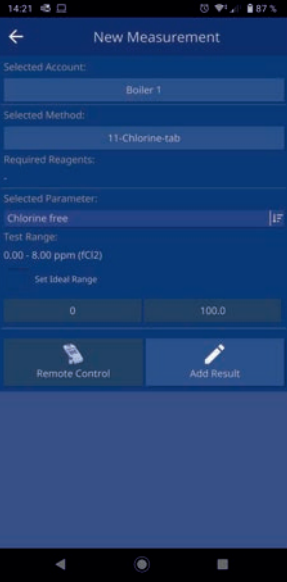 14:21
87 %
New Measurement
Selected Account:
Boiler 1
Selected Method:
11-Chlorine-tab
Required Reagents:
-
Selected Parameter:
Chlorine free
Test Range:
0.00 - 8.00 ppm (fCl2)
Set Ideal Range
0
100.0
Remote Control
Add Result